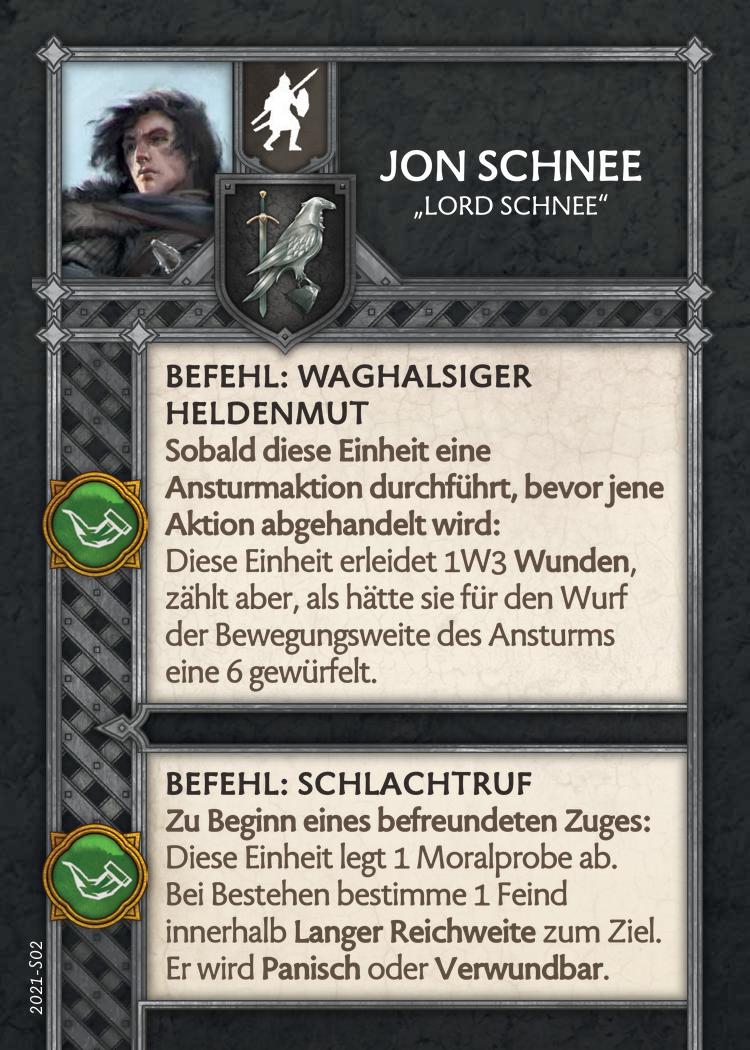 JON SCHNEE
„LORD SCHNEE“
BEFEHL: WAGHALSIGER
HELDENMUT
Sobald diese Einheit eine
Ansturmaktion durchführt, bevor jene
Aktion abgehandelt wird:
Diese Einheit erleidet 1W3 Wunden,
zählt aber, als hätte sie für den Wurf
der Bewegungsweite des Ansturms
eine 6 gewürfelt.
BEFEHL: SCHLACHTRUF
Zu Beginn eines befreundeten Zuges:
Diese Einheit legt 1 Moralprobe ab.
Bei Bestehen bestimme 1 Feind
innerhalb Langer Reichweite zum Ziel.
Er wird Panisch oder Verwundbar.
2021-S02